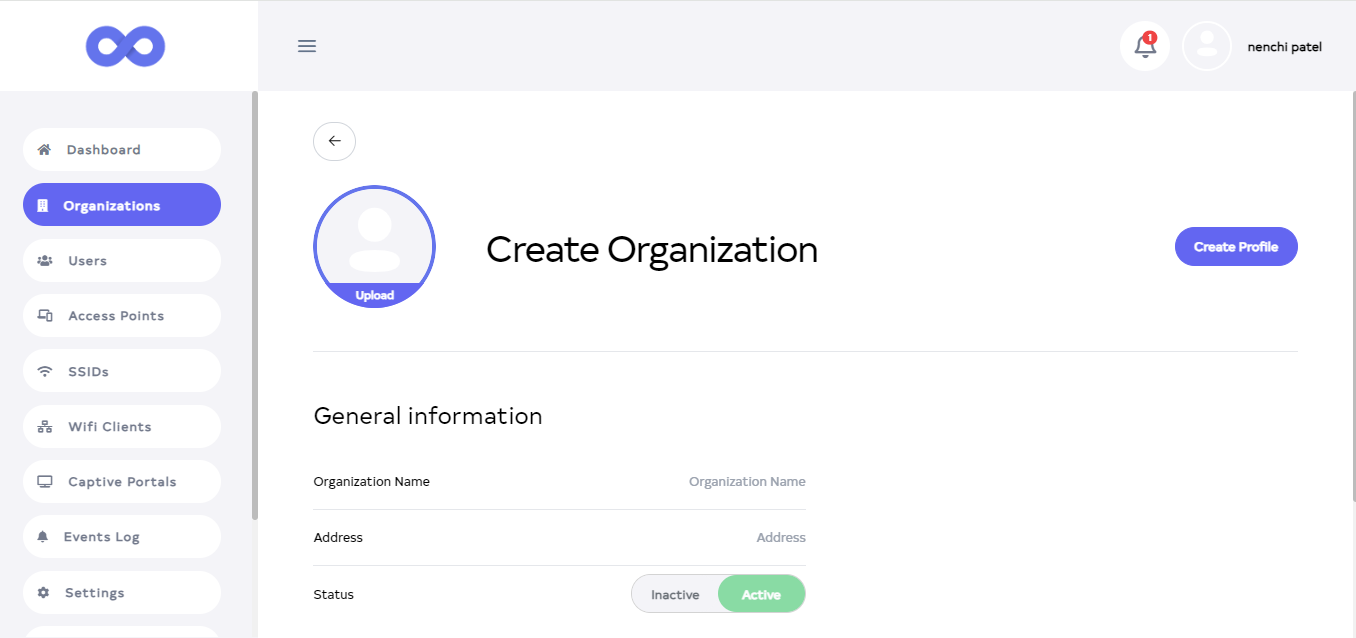 1
nenchi patel
Dashboard
Organizations
Users
Access Points
SSIDs
Wifi Clients
Captive Portals
Events Log
Settings
Upload
Create Organization
Create Profile
General information
Organization Name Organization Name
Address Address
Status Inactive Active